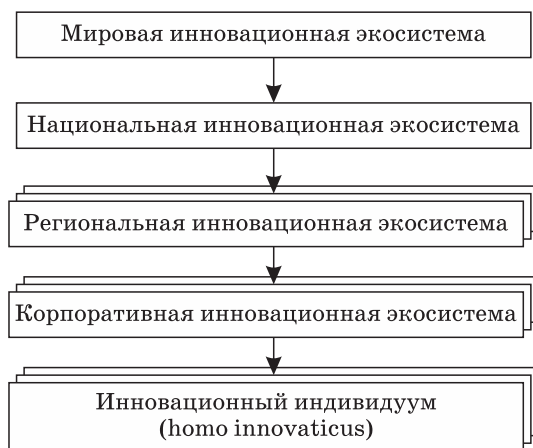 Мировая инновационная экосистема
Национальная инновационная экосистема
Региональная инновационная экосистема
Корпоративная инновационная экосистема
Инновационный индивидуум
(homo innovaticus)